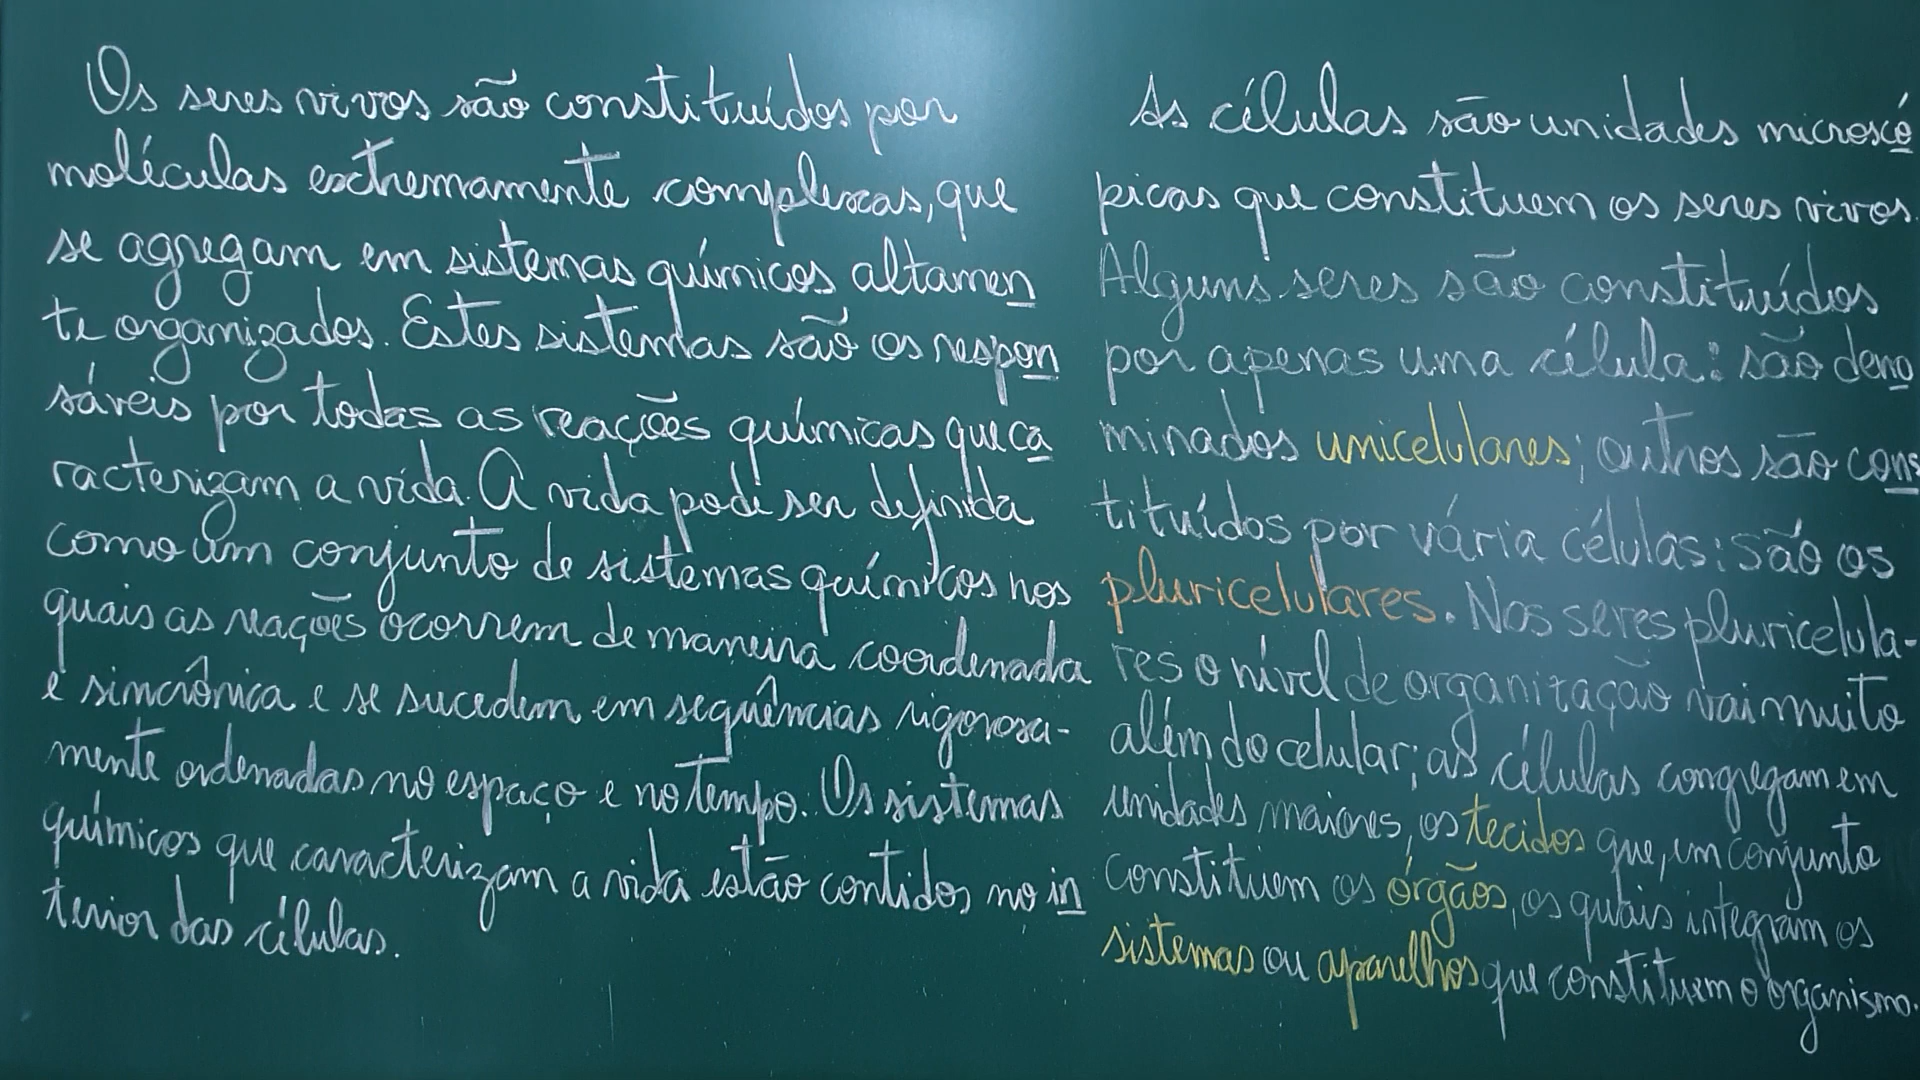 Os seres vivos são constituídos por
moléculas extremamente complexas, que
se agregam em sistemas químicos altamen
te organizados. Estes sistemas são os respon
sáveis por todas as reações químicas que ca
racterizam a vida. A vida pode ser definida
como um conjunto de sistemas químicos nos
quais as reações ocorrem de maneira coordenada
e sincrônica e se sucedem em sequências rigorosa-
mente ordenadas no espaço e no tempo. Os sistemas
químicos que caracterizam a vida estão contidos no in
terior das células.
As células são unidades microscó
picas que constituem os seres vivos.
Alguns seres são constituídos
por apenas uma célula: são deno
minados unicelulares; outros são cons
tituídos por vária células: são os
pluricelulares. Nos seres pluricelula-
res o nível de organização vai muito
além do celular; as células congregam em
unidades maiores, os tecidos que, em conjunto
constituem os órgãos, os quais integram os
sistemas ou aparelhos que constituem o organismo.